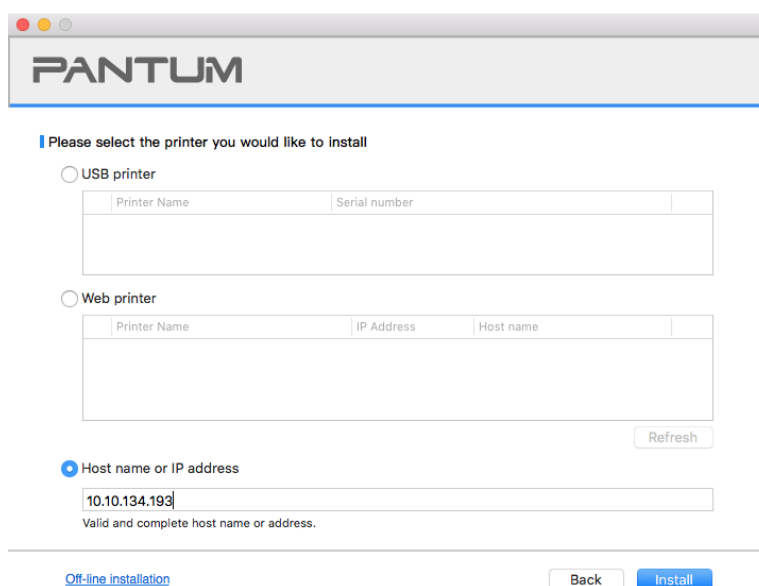 PANTUM
Please select the printer you would like to install
USB printer
Printer Name Serial number
Web printer
Printer Name IP Address Host name
Refresh
Host name or IP address
10.10.134.193
Valid and complete host name or address.
Off-line installation Back Install